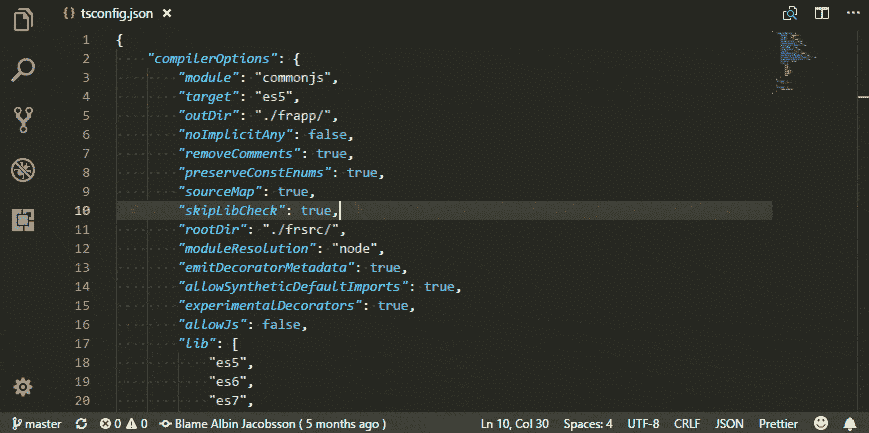 {} tsconfig.json ×
1 {
2 "compilerOptions": {
3 "module": "commonjs",
4 "target": "es5",
5 "outDir": "./frapp/",
6 "noImplicitAny": false,
7 "removeComments": true,
8 "preserveConstEnums": true,
9 "sourceMap": true,
10 "skipLibCheck": true,
11 "rootDir": "./frsrc/",
12 "moduleResolution": "node",
13 "emitDecoratorMetadata": true,
14 "allowSyntheticDefaultImports": true,
15 "experimentalDecorators": true,
16 "allowJs": false,
17 "lib": [
18 "es5",
19 "es6",
20 "es7",
master 0 0 Blame Albin Jacobsson ( 5 months ago ) Ln 10, Col 30 Spaces: 4 UTF-8 CRLF JSON Prettier